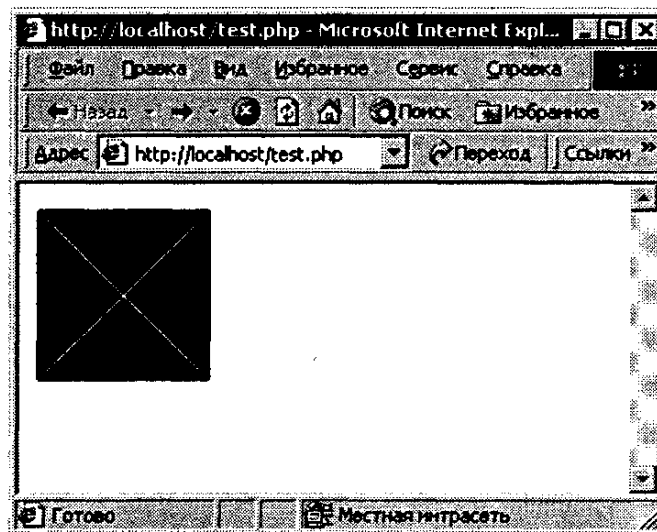 http://localhost/test.php - Microsoft Internet Expl...
Файл Правка Вид Избранное Сервис Справка
Назад Поиск Избранное »
Адрес http://localhost/test.php Переход Ссылки »
Готово Местная интрасеть